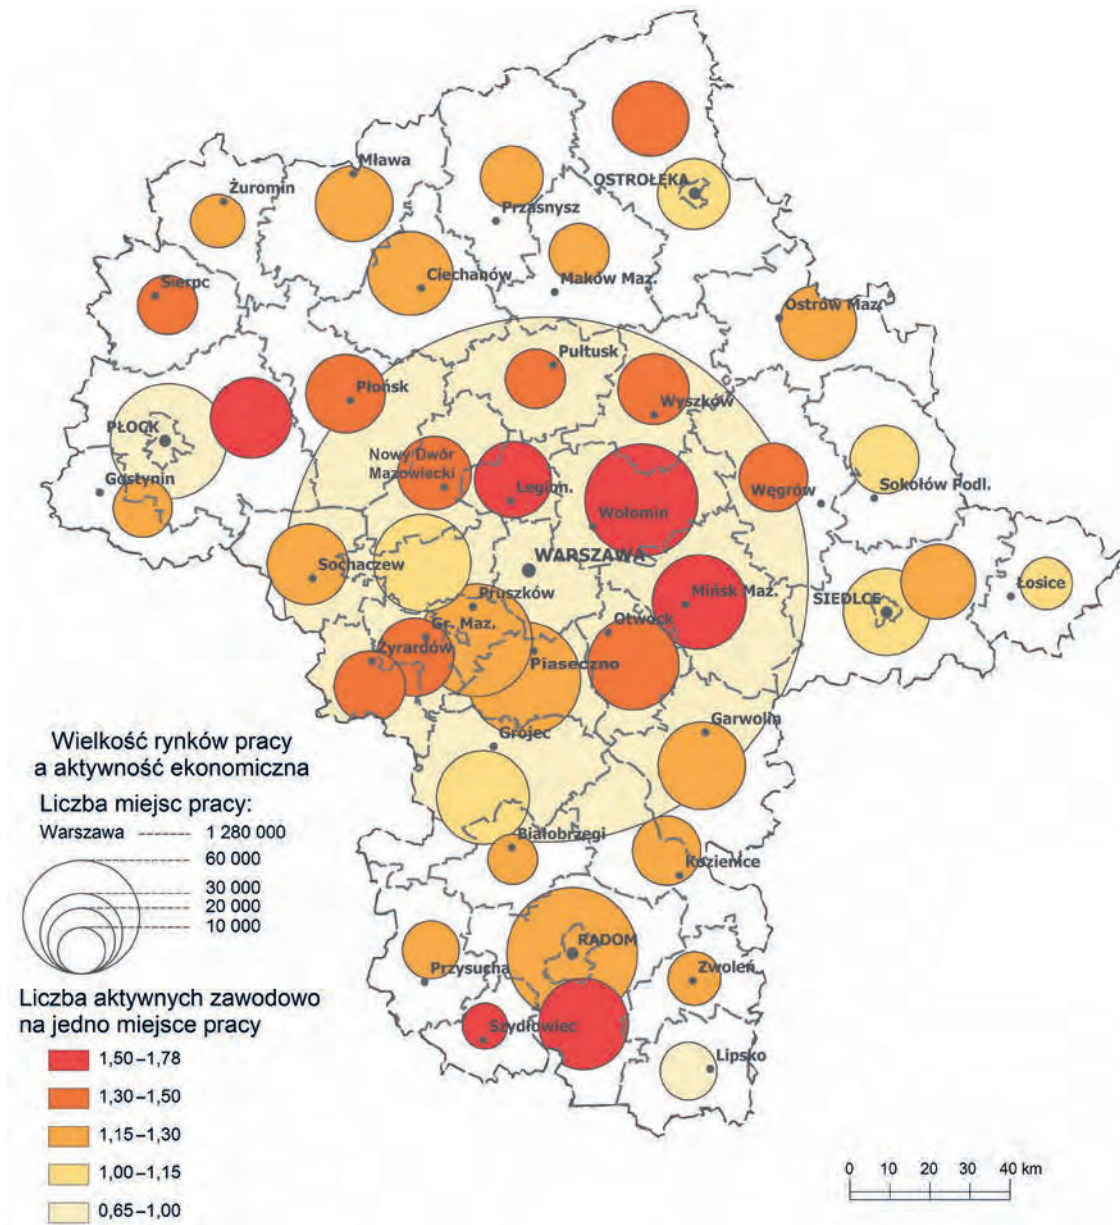 Mława
Żuromin
OSTROŁĘKA
Przasnysz
Ciechanów
Maków Maz.
Sierpc
Ostrów Maz.
Pułtusk
Płońsk
Wyszków
PŁOCK
Nowy Dwór
Mazowiecki
Gostynin
Legion.
Węgrów
Sokołów Podl.
Wołomin
WARSZAWA
Sochaczew
Mińsk Maz.
SIEDLCE
Łosice
Pruszków
Gr. Maz.
Otwock
Żyrardów
Piaseczno
Garwolin
Grójec
Białobrzegi
Kozienice
RADOM
Przysucha
Zwoleń
Szydłowiec
Lipsko
Wielkość rynków pracy
a aktywność ekonomiczna
Liczba miejsc pracy:
Warszawa 1 280 000
60 000
30 000
20 000
10 000
Liczba aktywnych zawodowo
na jedno miejsce pracy
1,50–1,78
1,30–1,50
1,15–1,30
1,00–1,15
0,65–1,00
0 10 20 30 40 km